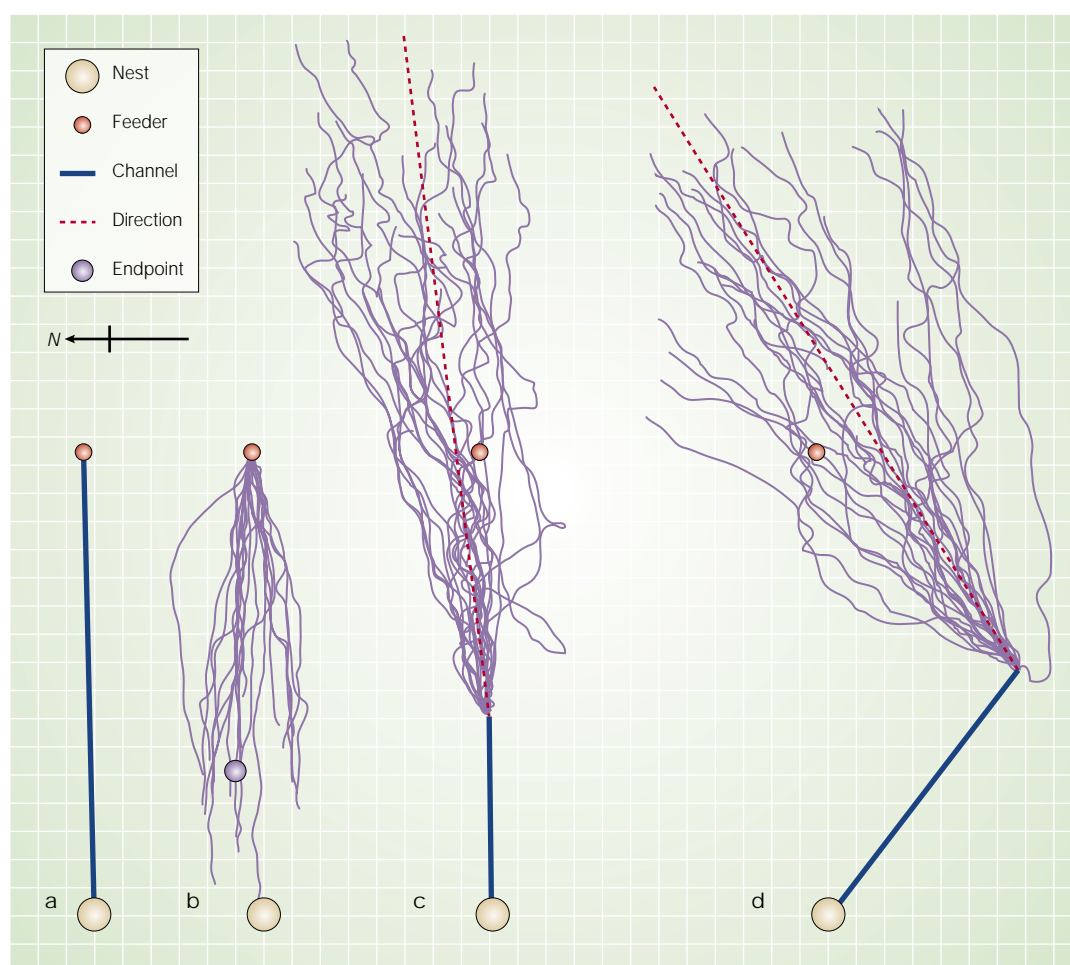 Nest
Feeder
Channel
Direction
Endpoint
N
a
b
c
d